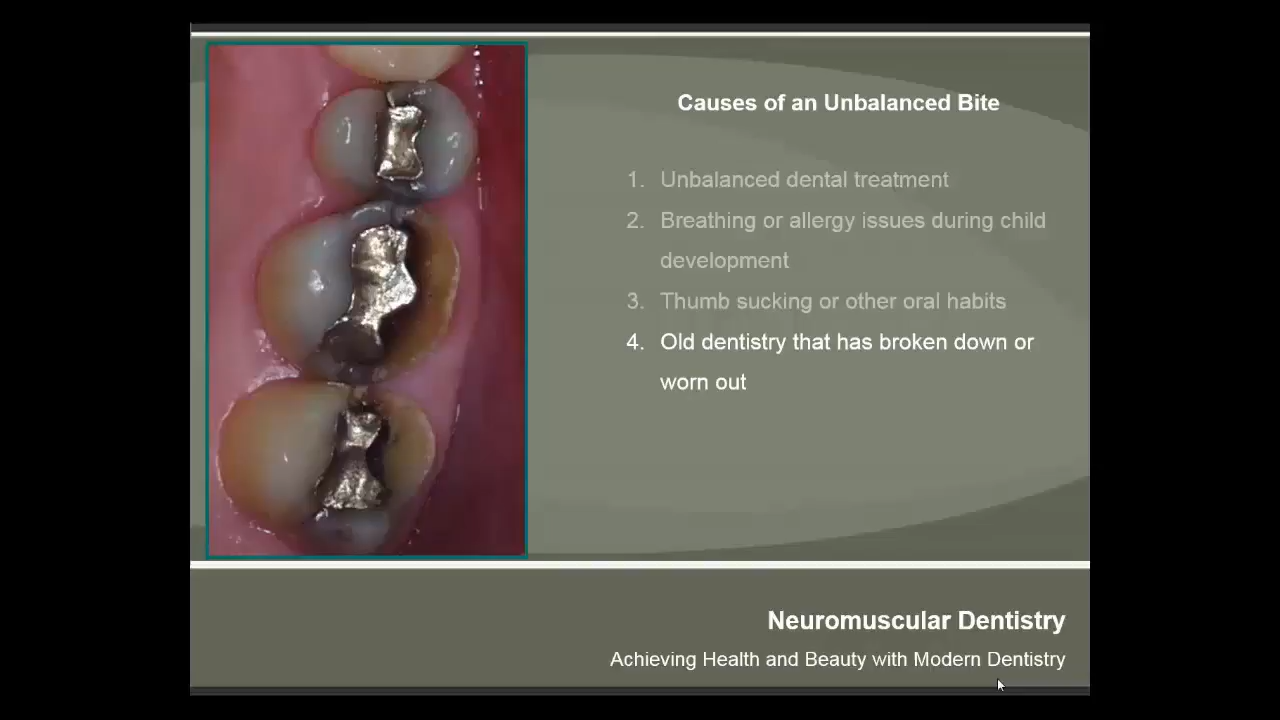 Causes of an Unbalanced Bite
1. Unbalanced dental treatment
2. Breathing or allergy issues during child
development
3. Thumb sucking or other oral habits
4. Old dentistry that has broken down or
worn out
Neuromuscular Dentistry
Achieving Health and Beauty with Modern Dentistry